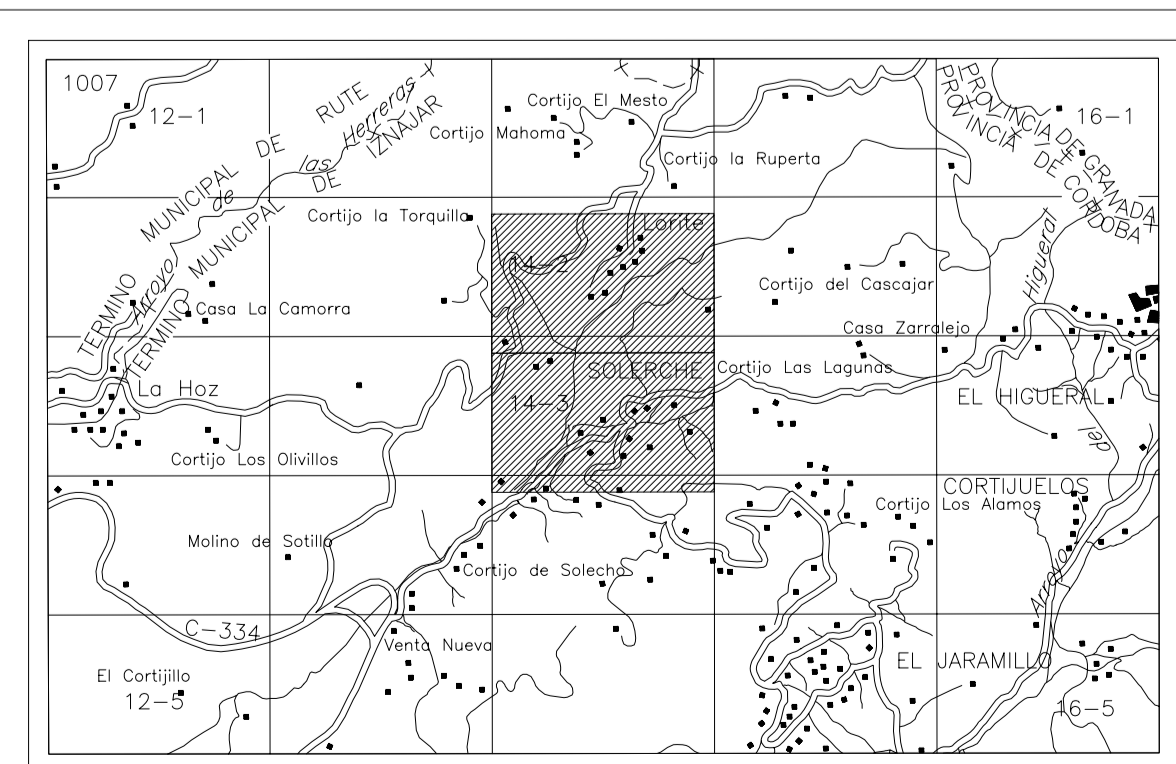 1007
12-1
TERMINO MUNICIPAL DE RUTE
Arroyo de las Herreras
TERMINO MUNICIPAL DE IZNAJAR
Cortijo El Mesto
Cortijo Mahoma
Cortijo la Ruperta
PROVINCIA DE GRANADA
PROVINCIA DE CORDOBA
16-1
Cortijo la Torquilla
Lorite
14-2
Cortijo del Cascajar
Casa La Camorra
Casa Zarralejo
La Hoz
SOLERCHE
Cortijo Las Lagunas
14-3
EL HIGUERAL
Arroyo del Higueral
Cortijo Los Olivillos
CORTIJUELOS
Cortijo Los Alamos
Molino de Sotillo
Cortijo de Solecho
C-334
Venta Nueva
El Cortijillo
12-5
EL JARAMILLO
16-5